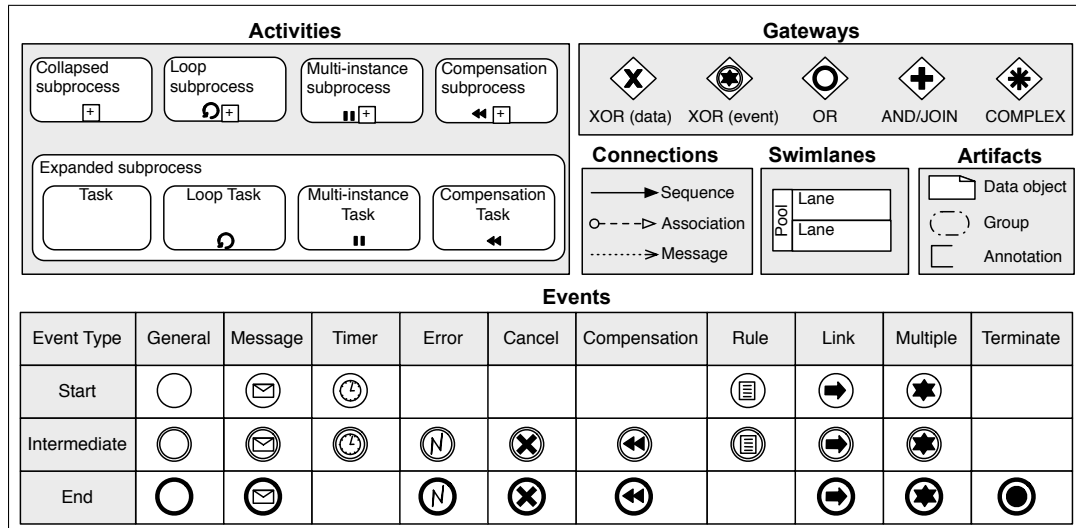 Activities
Collapsed
subprocess
+
Loop
subprocess
+
Multi-instance
subprocess
+
Compensation
subprocess
+
Expanded subprocess
Task
Loop Task
Multi-instance
Task
Compensation
Task
Gateways
XOR (data)
XOR (event)
OR
AND/JOIN
COMPLEX
Connections
Sequence
Association
Message
Swimlanes
Pool
Lane
Lane
Artifacts
Data object
Group
Annotation
Events
Event Type General Message Timer Error Cancel Compensation Rule Link Multiple Terminate
Start
Intermediate
End